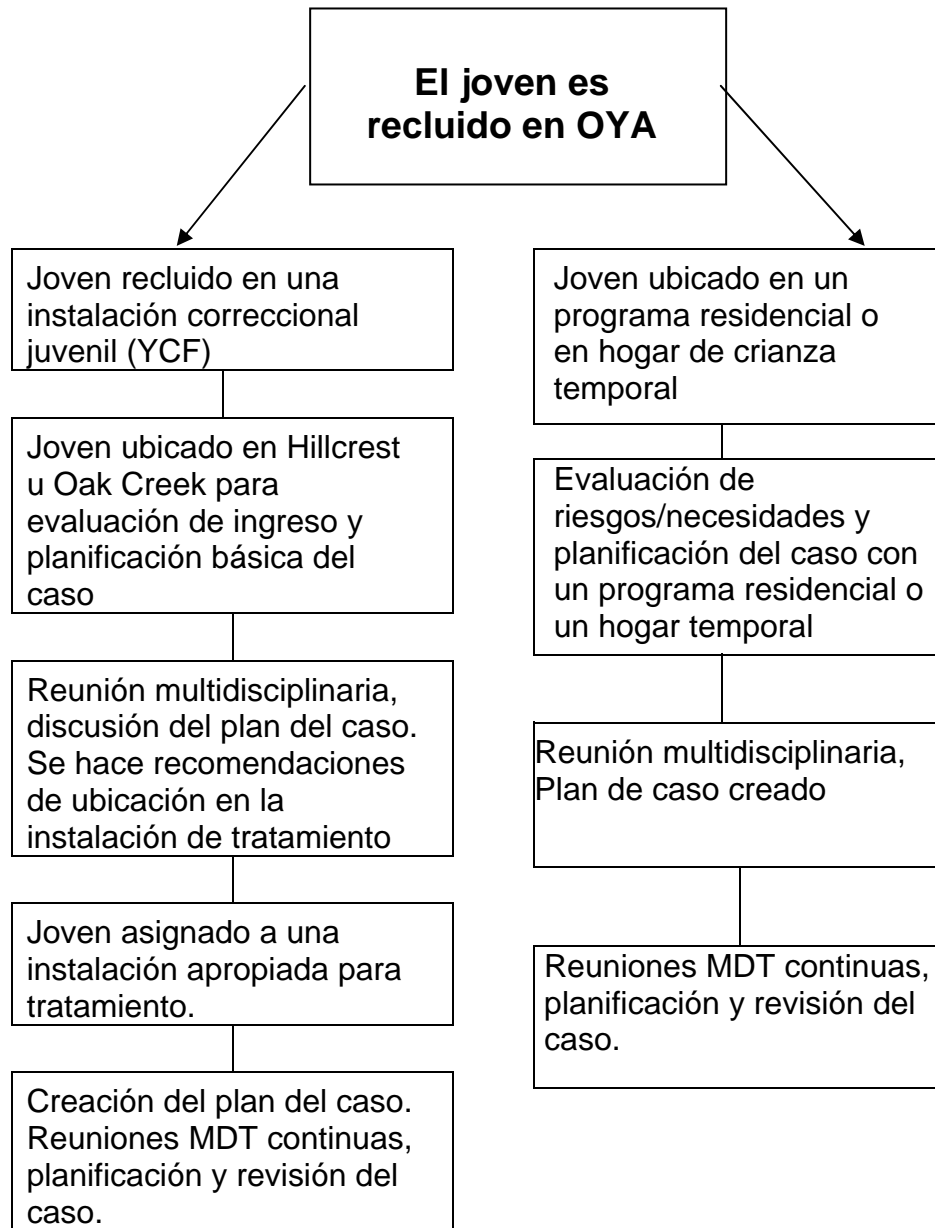 El joven es
recluido en OYA
Joven recluido en una
instalación correccional
juvenil (YCF)
Joven ubicado en Hillcrest
u Oak Creek para
evaluación de ingreso y
planificación básica del
caso
Reunión multidisciplinaria,
discusión del plan del caso.
Se hace recomendaciones
de ubicación en la
instalación de tratamiento
Joven asignado a una
instalación apropiada para
tratamiento.
Creación del plan del caso.
Reuniones MDT continuas,
planificación y revisión del
caso.
Joven ubicado en un
programa residencial o
en hogar de crianza
temporal
Evaluación de
riesgos/necesidades y
planificación del caso con
un programa residencial o
un hogar temporal
Reunión multidisciplinaria,
Plan de caso creado
Reuniones MDT continuas,
planificación y revisión del
caso.